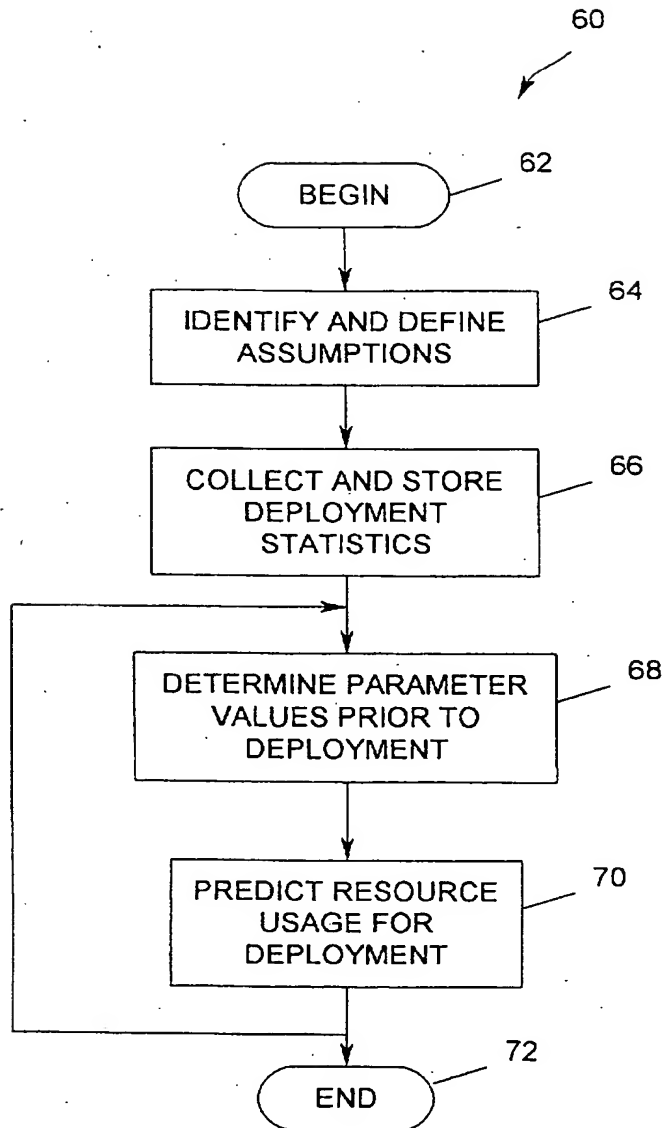 60
BEGIN
62
IDENTIFY AND DEFINE
ASSUMPTIONS
64
COLLECT AND STORE
DEPLOYMENT
STATISTICS
66
DETERMINE PARAMETER
VALUES PRIOR TO
DEPLOYMENT
68
PREDICT RESOURCE
USAGE FOR
DEPLOYMENT
70
END
72